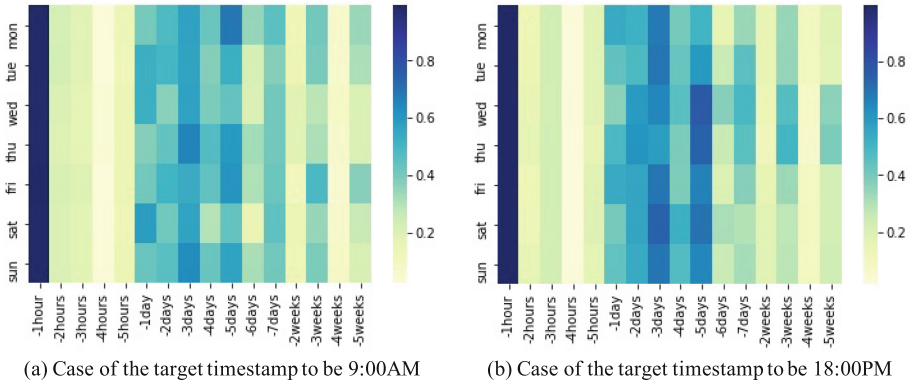 mon
tue
wed
thu
fri
sat
sun
0.8
0.6
0.4
0.2
-1hour
-2hours
-3hours
-4hours
-5hours
-1day
-2days
-3days
-4days
-5days
-6days
-7days
-2weeks
-3weeks
-4weeks
-5weeks
(a) Case of the target timestamp to be 9:00AM
mon
tue
wed
thu
fri
sat
sun
0.8
0.6
0.4
0.2
-1hour
-2hours
-3hours
-4hours
-5hours
-1day
-2days
-3days
-4days
-5days
-6days
-7days
-2weeks
-3weeks
-4weeks
-5weeks
(b) Case of the target timestamp to be 18:00PM